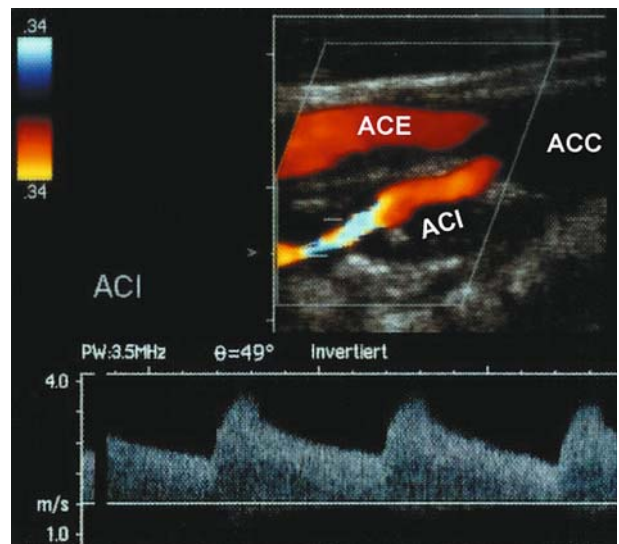 .34
.34
ACE
ACC
ACI
ACI
PW:3.5MHz θ=49° Invertiert
4.0
m/s
1.0